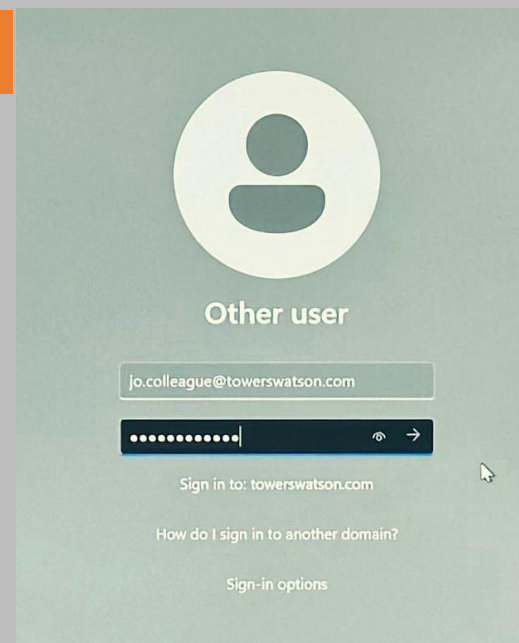 Other user
jo.colleague@towerswatson.com
••••••••••••
Sign in to: towerswatson.com
How do I sign in to another domain?
Sign-in options